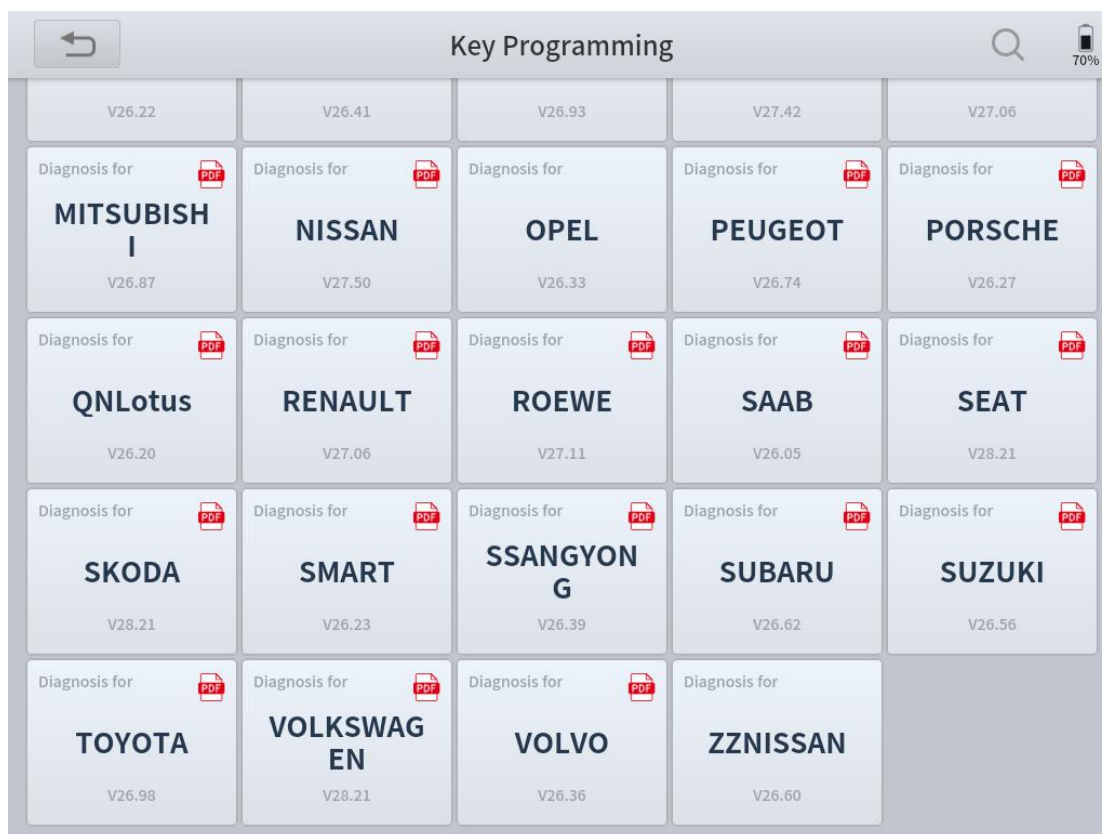 Key Programming
70%
V26.22
V26.41
V26.93
V27.42
V27.06
Diagnosis for
PDF
MITSUBISH
I
V26.87
Diagnosis for
PDF
NISSAN
V27.50
Diagnosis for
OPEL
V26.33
Diagnosis for
PDF
PEUGEOT
V26.74
Diagnosis for
PDF
PORSCHE
V26.27
Diagnosis for
PDF
QNLotus
V26.20
Diagnosis for
PDF
RENAULT
V27.06
Diagnosis for
PDF
ROEWE
V27.11
Diagnosis for
PDF
SAAB
V26.05
Diagnosis for
PDF
SEAT
V28.21
Diagnosis for
PDF
SKODA
V28.21
Diagnosis for
PDF
SMART
V26.23
Diagnosis for
PDF
SSANGYON
G
V26.39
Diagnosis for
PDF
SUBARU
V26.62
Diagnosis for
PDF
SUZUKI
V26.56
Diagnosis for
PDF
TOYOTA
V26.98
Diagnosis for
PDF
VOLKSWAG
EN
V28.21
Diagnosis for
PDF
VOLVO
V26.36
Diagnosis for
ZZNISSAN
V26.60